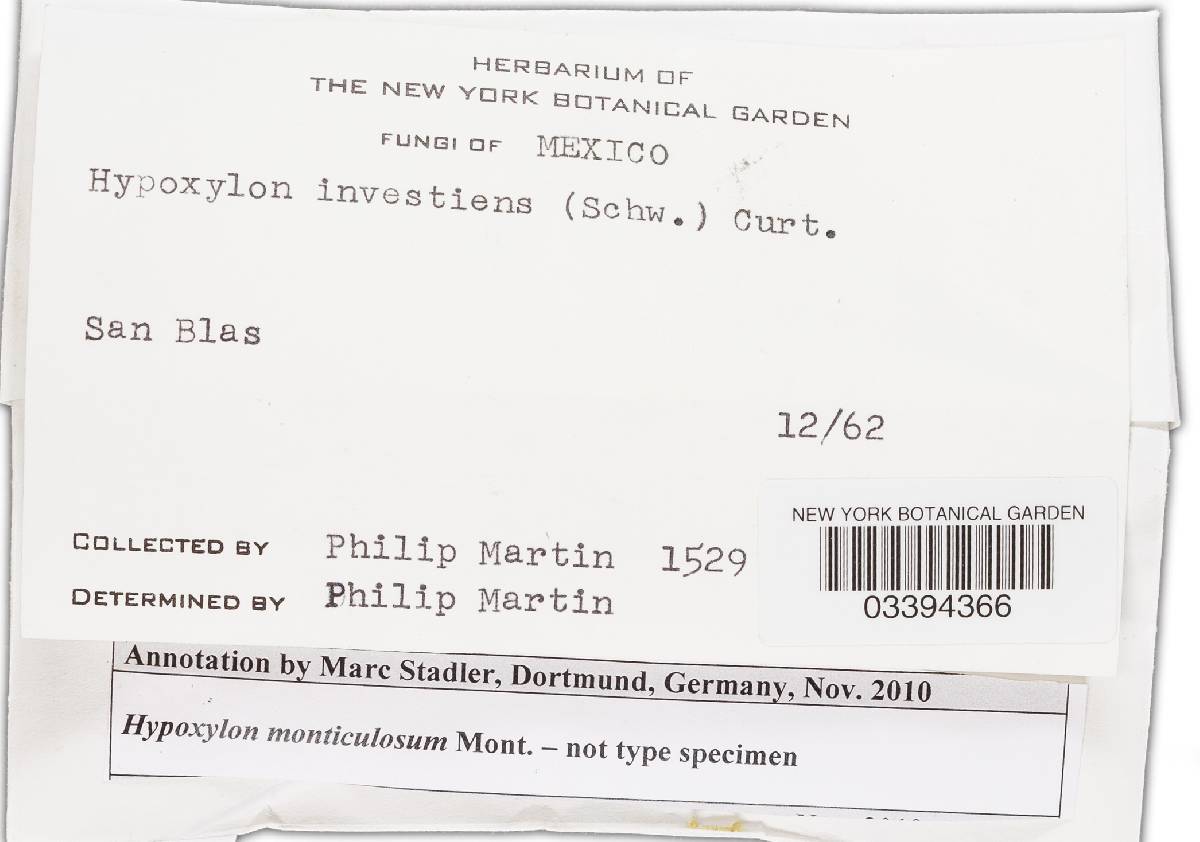 HERBARIUM OF
THE NEW YORK BOTANICAL GARDEN
FUNGI OF MEXICO
Hypoxylon investiens (Schw.) Curt.
San Blas
12/62
COLLECTED BY Philip Martin 1529
DETERMINED BY Philip Martin
NEW YORK BOTANICAL GARDEN
03394366
Annotation by Marc Stadler, Dortmund, Germany, Nov. 2010
Hypoxylon monticulosum Mont. – not type specimen